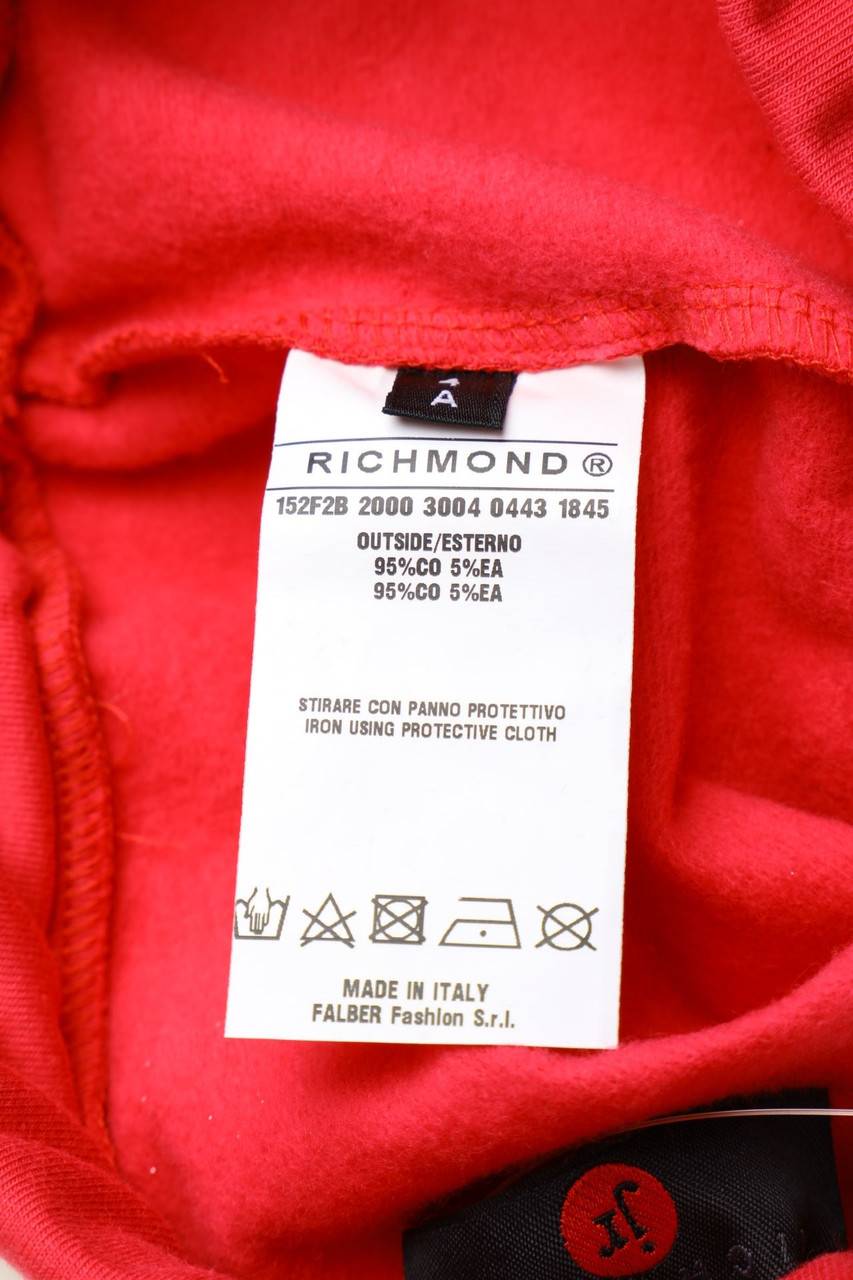 A
RICHMOND ®
152F2B 2000 3004 0443 1845
OUTSIDE/ESTERNO
95%CO 5%EA
95%CO 5%EA
STIRARE CON PANNO PROTETTIVO
IRON USING PROTECTIVE CLOTH
MADE IN ITALY
FALBER Fashion S.r.l.
jr